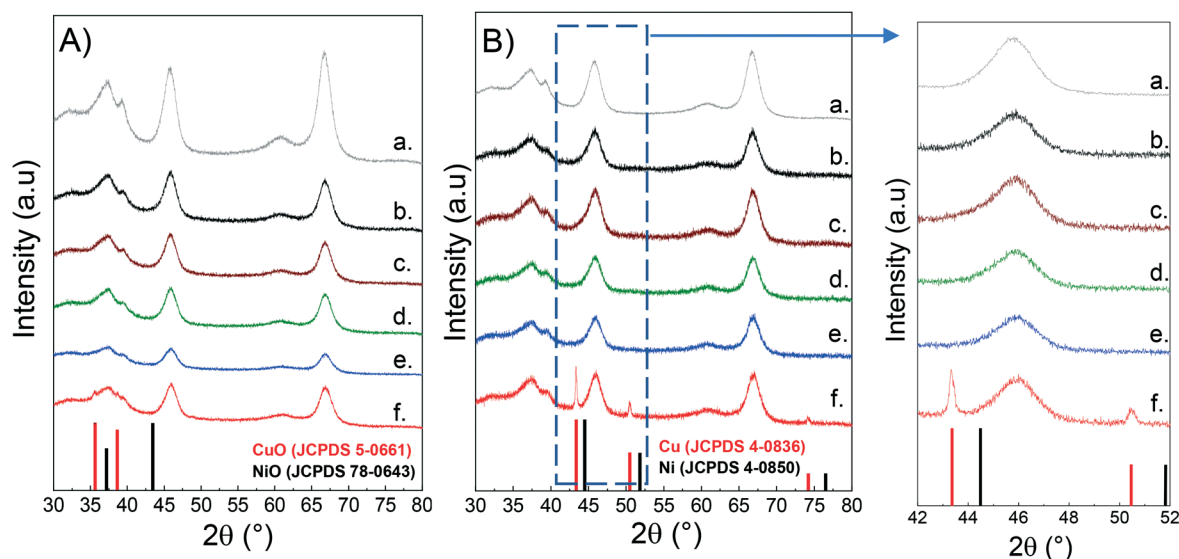 A)
Intensity (a.u)
a.
b.
c.
d.
e.
f.
CuO (JCPDS 5-0661)
NiO (JCPDS 78-0643)
30 35 40 45 50 55 60 65 70 75 80
2θ (°)
B)
Intensity (a.u)
a.
b.
c.
d.
e.
f.
Cu (JCPDS 4-0836)
Ni (JCPDS 4-0850)
30 35 40 45 50 55 60 65 70 75 80
2θ (°)
Intensity (a.u)
a.
b.
c.
d.
e.
f.
42 44 46 48 50 52
2θ (°)